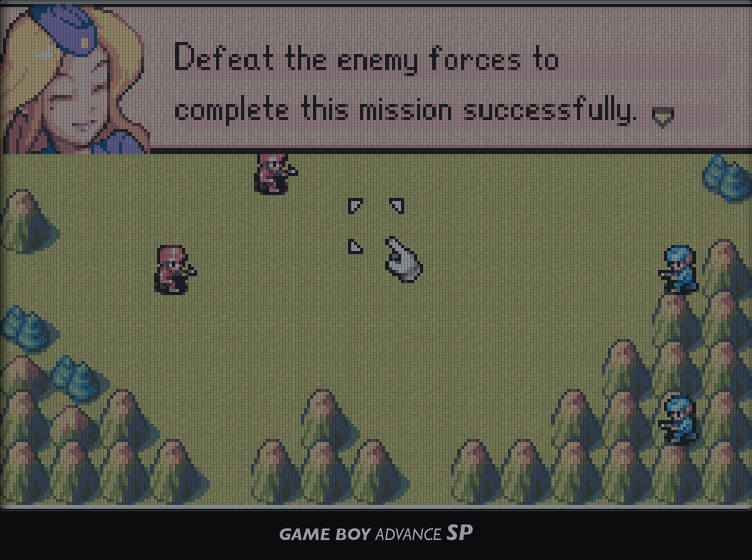 Defeat the enemy forces to
complete this mission successfully.
GAME BOY ADVANCE SP